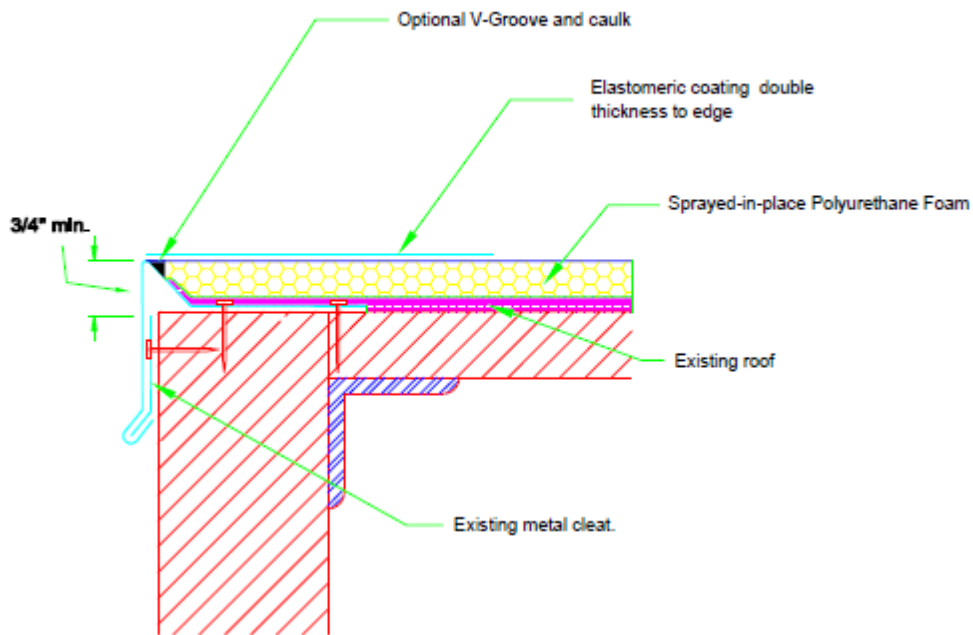 Optional V-Groove and caulk
Elastomeric coating double
thickness to edge
Sprayed-in-place Polyurethane Foam
3/4" min.
Existing roof
Existing metal cleat.